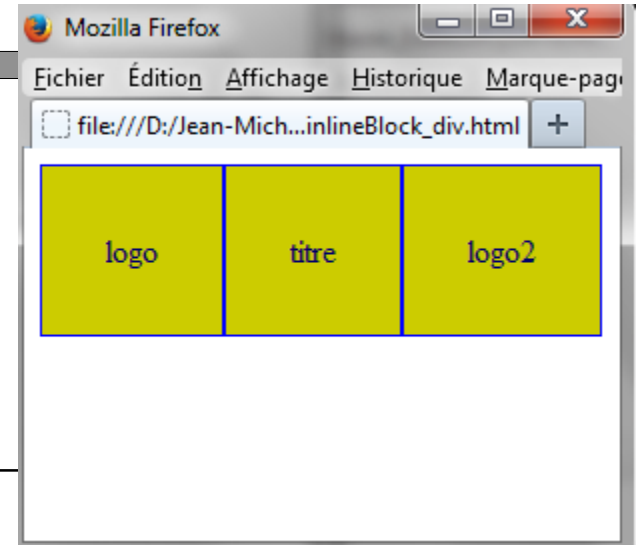 Mozilla Firefox
Fichier Édition Affichage Historique Marque-pag
file:///D:/Jean-Mich...inlineBlock_div.html +
logo titre logo2